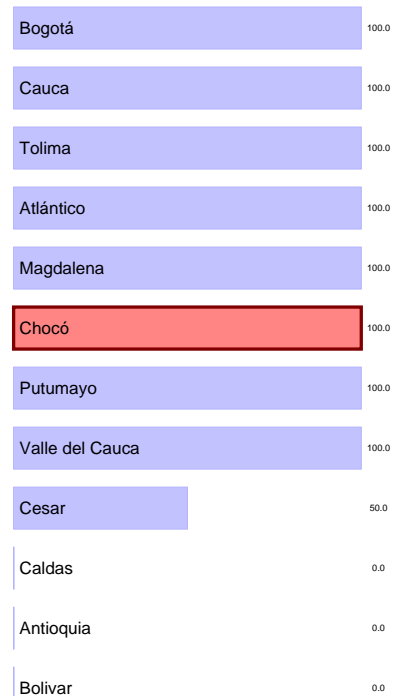 Bogotá 100.0
Cauca 100.0
Tolima 100.0
Atlántico 100.0
Magdalena 100.0
Chocó 100.0
Putumayo 100.0
Valle del Cauca 100.0
Cesar 50.0
Caldas 0.0
Antioquia 0.0
Bolivar 0.0